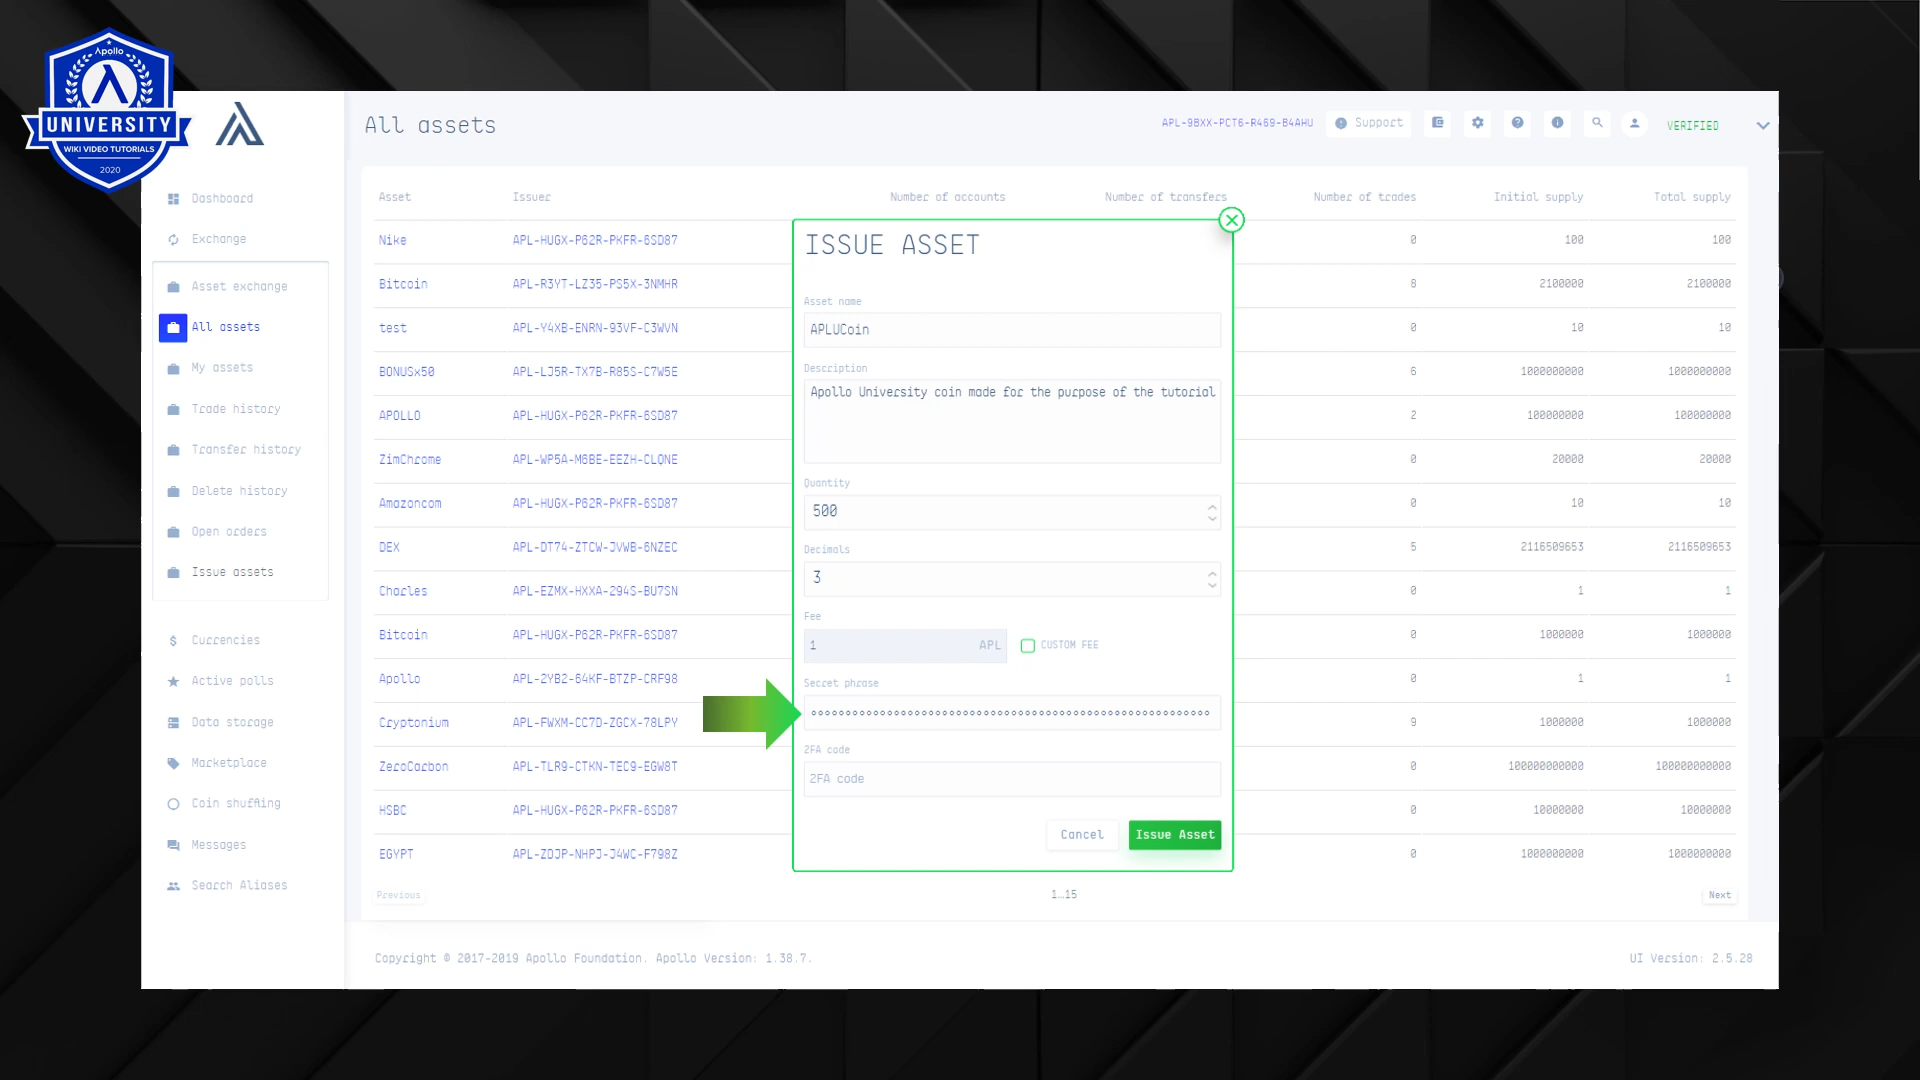 Apollo
UNIVERSITY
WIKI VIDEO TUTORIALS
2020
All assets
APL-9BXX-PCT6-R469-B4AHU
Support
VERIFIED
Dashboard
Exchange
Asset exchange
All assets
My assets
Trade history
Transfer history
Delete history
Open orders
Issue assets
Currencies
Active polls
Data storage
Marketplace
Coin shuffling
Messages
Search Aliases
Asset Issuer Number of accounts Number of transfers Number of trades Initial supply Total supply
Nike APL-HUGX-P62R-PKFR-6SD87 0 100 100
Bitcoin APL-R3YT-LZ35-PS5X-3NMHR 8 2100000 2100000
test APL-Y4XB-ENRN-93VF-C3WVN 0 10 10
BONUSx50 APL-LJ5R-TX7B-R85S-C7W5E 6 1000000000 1000000000
APOLLO APL-HUGX-P62R-PKFR-6SD87 2 100000000 100000000
ZimChrome APL-WP5A-M6BE-EEZH-CLQNE 0 20000 20000
Amazoncom APL-HUGX-P62R-PKFR-6SD87 0 10 10
DEX APL-DT74-ZTCW-JVWB-6NZEC 5 2116509653 2116509653
Charles APL-EZMX-HXXA-294S-BU7SN 0 1 1
Bitcoin APL-HUGX-P62R-PKFR-6SD87 0 1000000 1000000
Apollo APL-2YB2-64KF-BTZP-CRF98 0 1 1
Cryptonium APL-FWXM-CC7D-ZGCX-78LPY 9 1000000 1000000
ZeroCarbon APL-TLR9-CTKN-TEC9-EGW8T 0 100000000000 100000000000
HSBC APL-HUGX-P62R-PKFR-6SD87 0 10000000 10000000
EGYPT APL-ZDJP-NHPJ-J4WC-F798Z 0 1000000000 1000000000
Previous
1…15
Next
ISSUE ASSET
Asset name
APLUCoin
Description
Apollo University coin made for the purpose of the tutorial
Quantity
500
Decimals
3
Fee
1 APL
CUSTOM FEE
Secret phrase
2FA code
2FA code
Cancel
Issue Asset
Copyright © 2017-2019 Apollo Foundation. Apollo Version: 1.38.7.
UI Version: 2.5.28